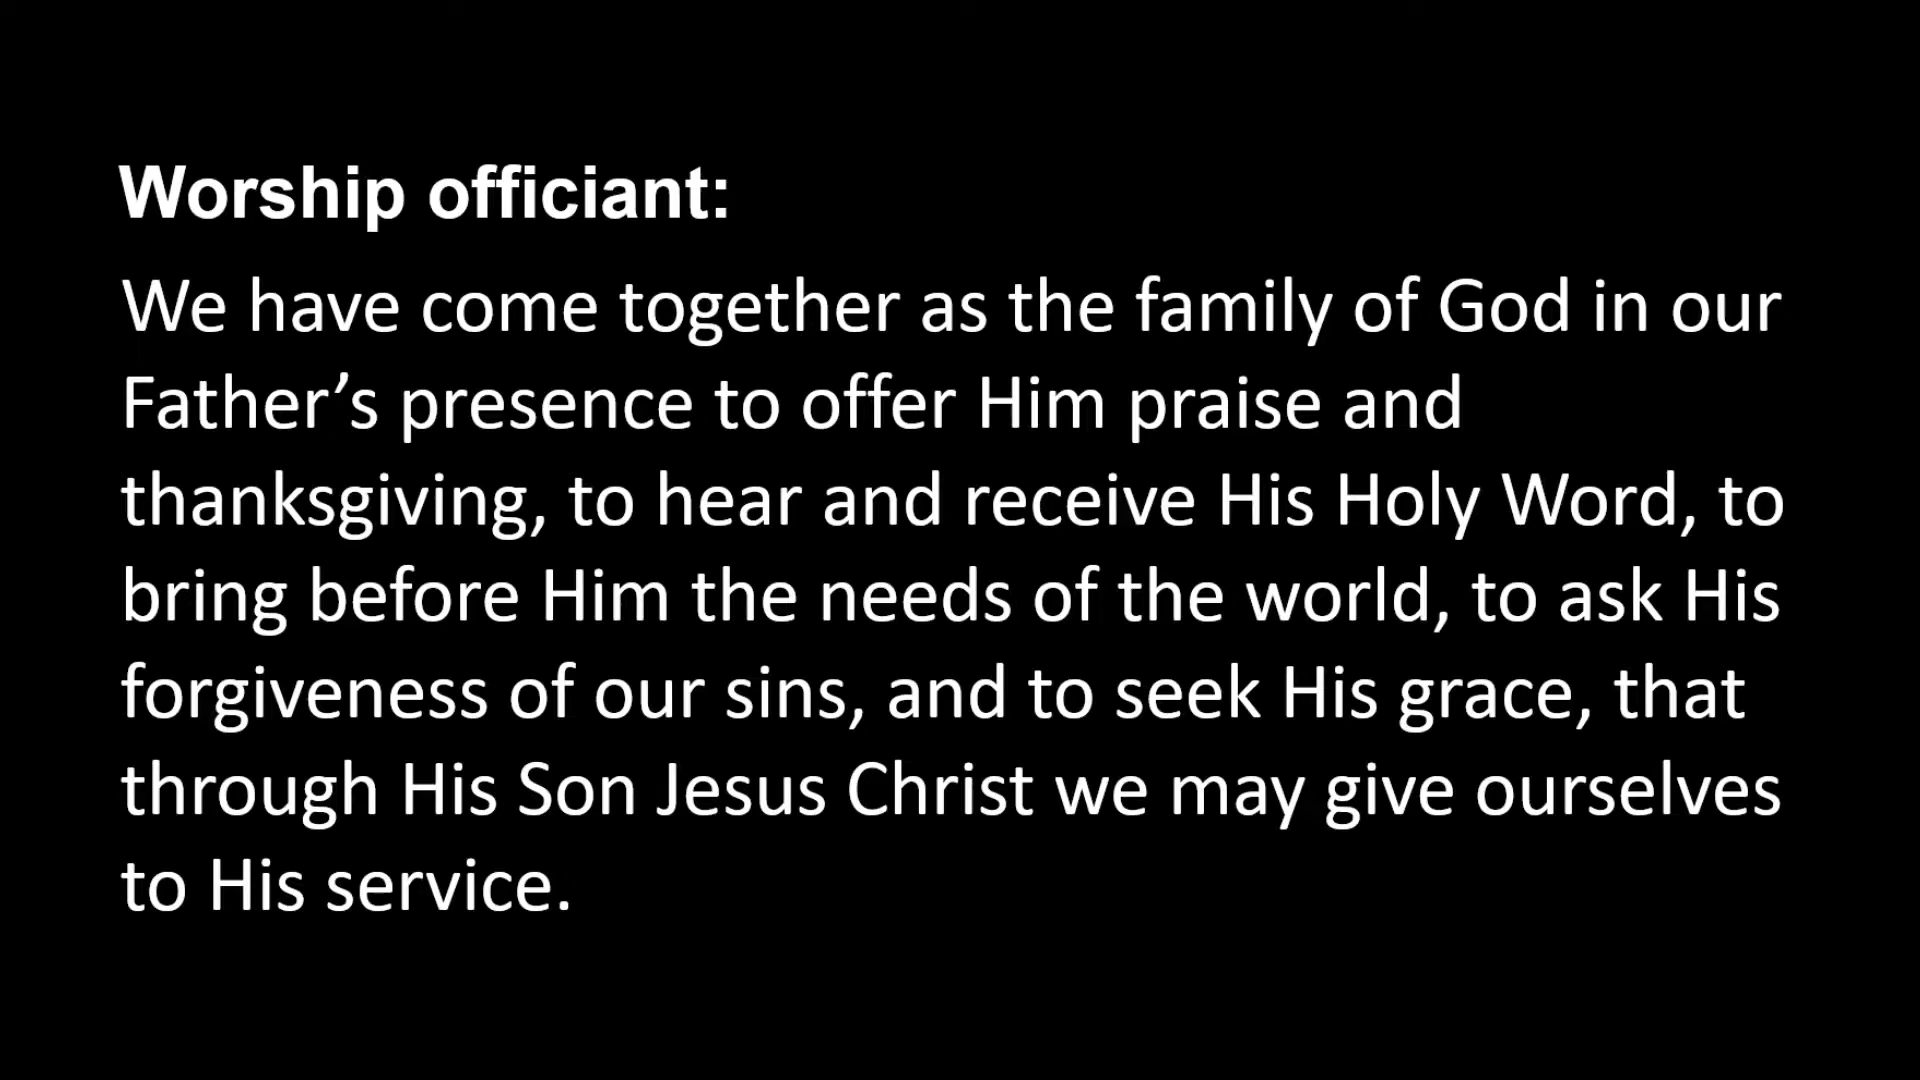 Worship officiant:
We have come together as the family of God in our
Father’s presence to offer Him praise and
thanksgiving, to hear and receive His Holy Word, to
bring before Him the needs of the world, to ask His
forgiveness of our sins, and to seek His grace, that
through His Son Jesus Christ we may give ourselves
to His service.